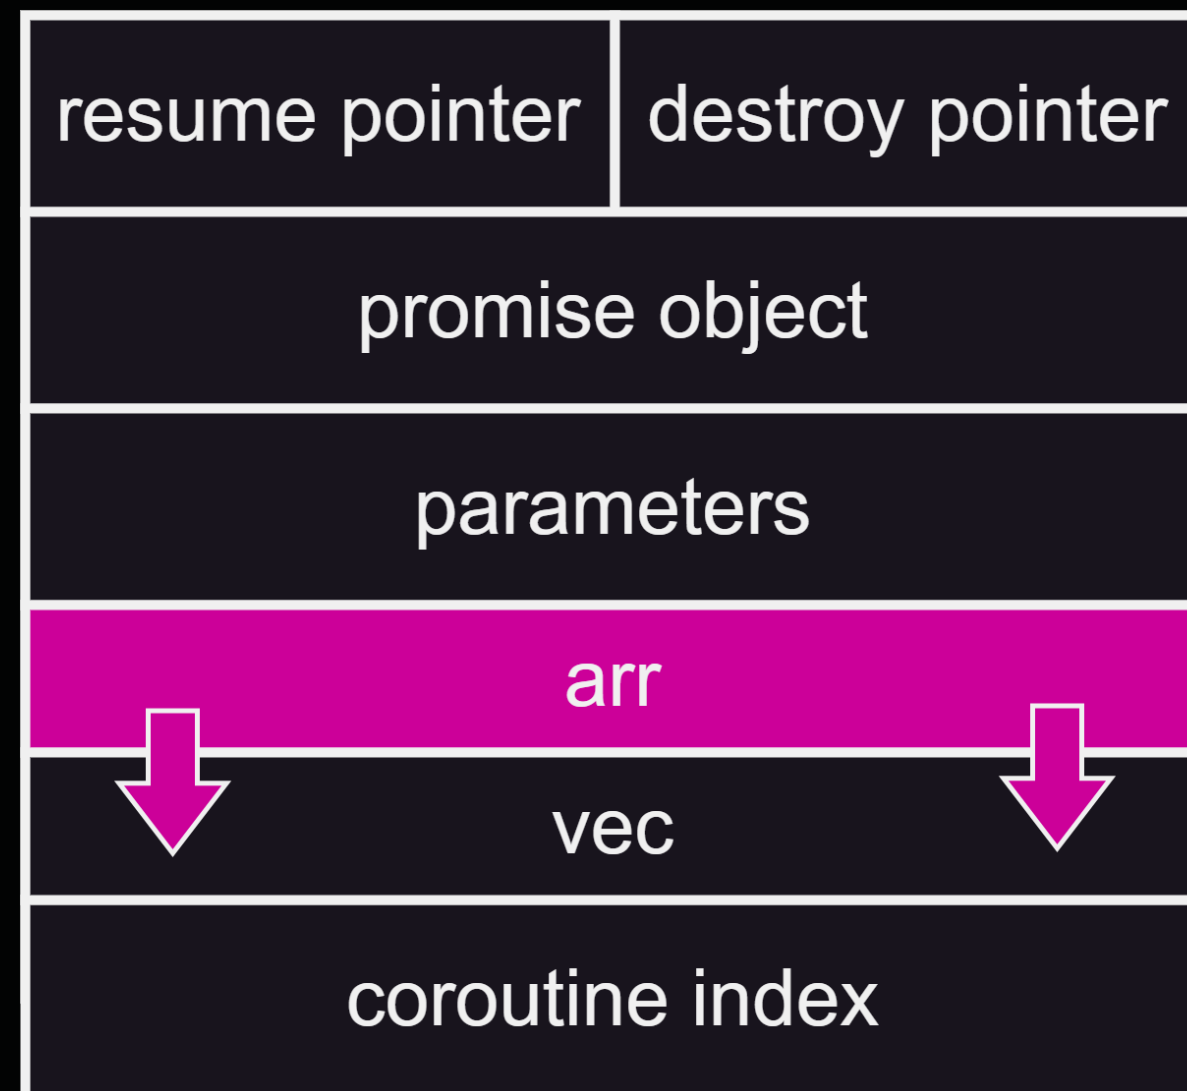 resume pointer destroy pointer
promise object
parameters
arr
vec
coroutine index